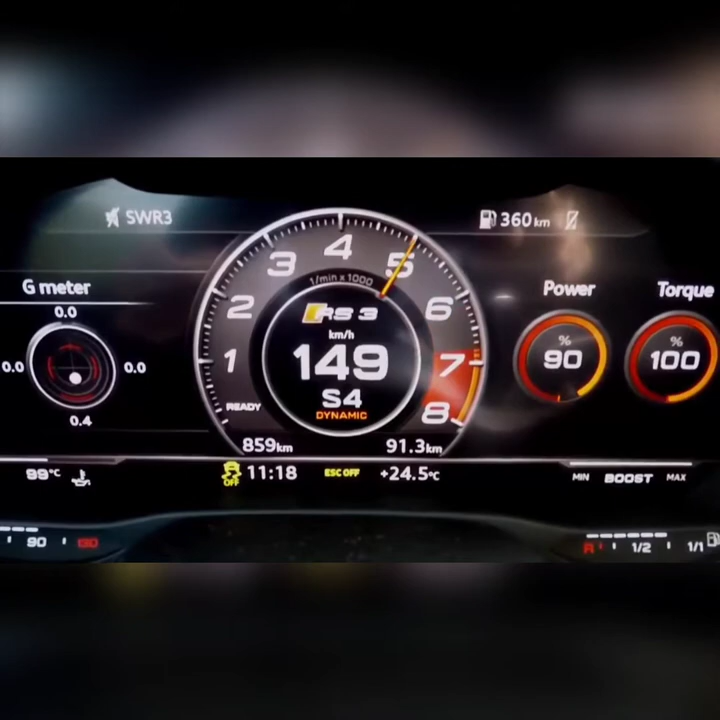 SWR3
360 km
G meter
0.0
0.0
0.0
0.4
1 2 3 4 5 6 7 8
1/min x 1000
RS 3
km/h
149
S4
DYNAMIC
READY
Power
%
90
Torque
%
100
859km
91.3km
99°C
OFF
11:18
ESC OFF
+24.5°C
MIN BOOST MAX
90 130
R 1/2 1/1